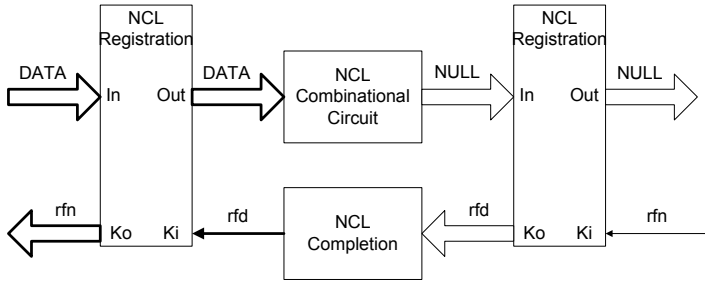 NCL
Registration
NCL
Registration
DATA
DATA
NCL
Combinational
Circuit
NULL
NULL
In
Out
In
Out
rfn
rfd
NCL
Completion
rfd
rfn
Ko
Ki
Ko
Ki